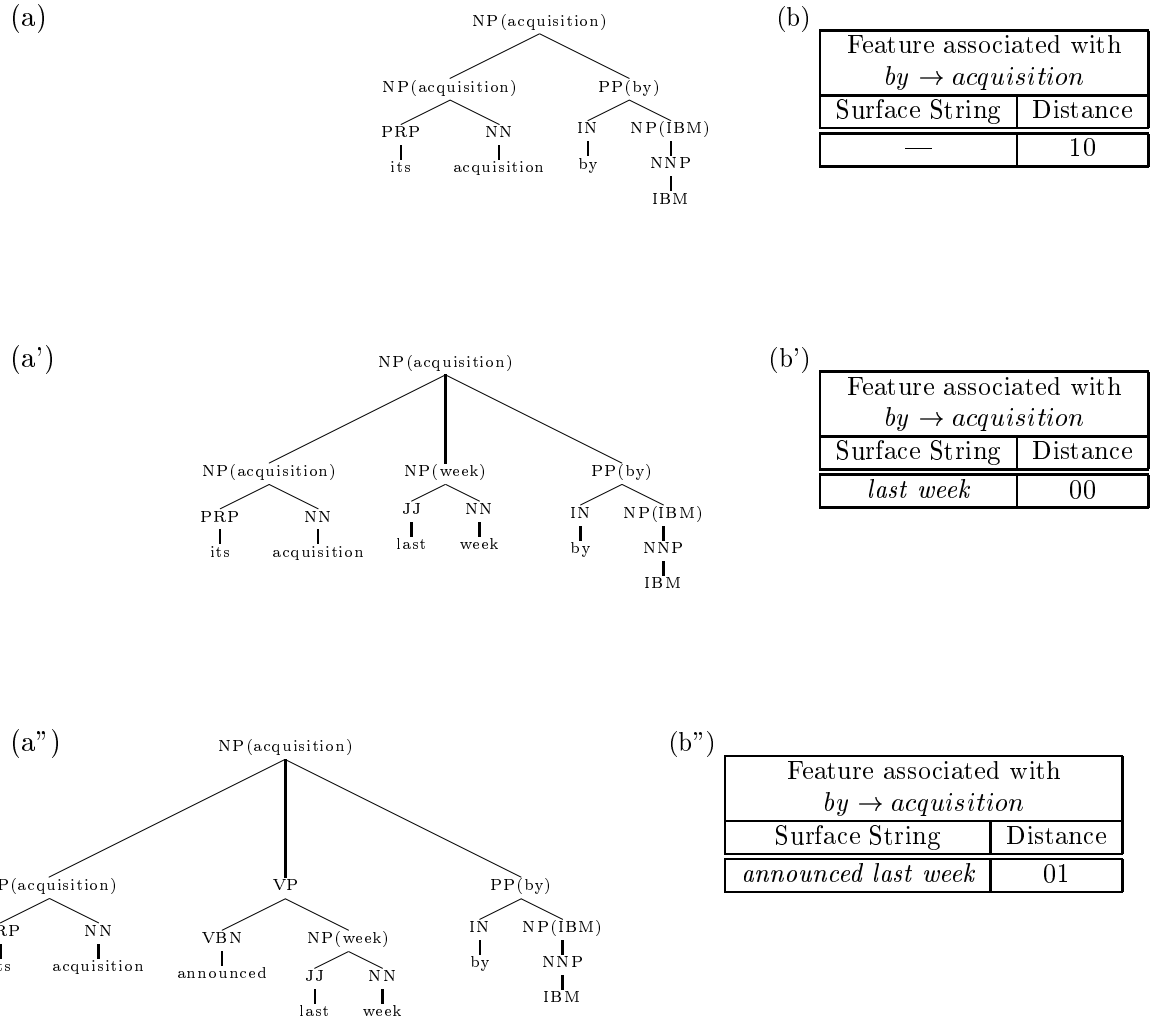 (a)
NP(acquisition)
NP(acquisition) PP(by)
PRP NN IN NP(IBM)
its acquisition by NNP
IBM
(b)
Feature associated with
by → acquisition
Surface String Distance
— 10
(a')
NP(acquisition)
NP(acquisition) NP(week) PP(by)
PRP NN JJ NN IN NP(IBM)
its acquisition last week by NNP
IBM
(b')
Feature associated with
by → acquisition
Surface String Distance
last week 00
(a")
NP(acquisition)
P(acquisition) VP PP(by)
RP NN VBN NP(week) IN NP(IBM)
ts acquisition announced JJ NN by NNP
last week IBM
(b")
Feature associated with
by → acquisition
Surface String Distance
announced last week 01